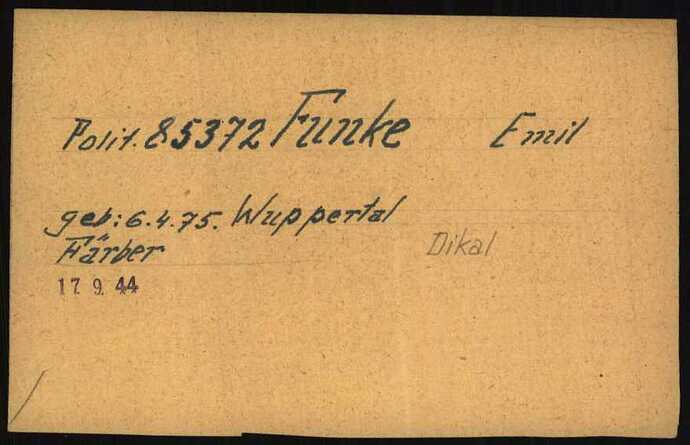 Polit. 85372 Funke Emil
geb: 6.4.75. Wuppertal
Färber
Dikal
17. 9. 44